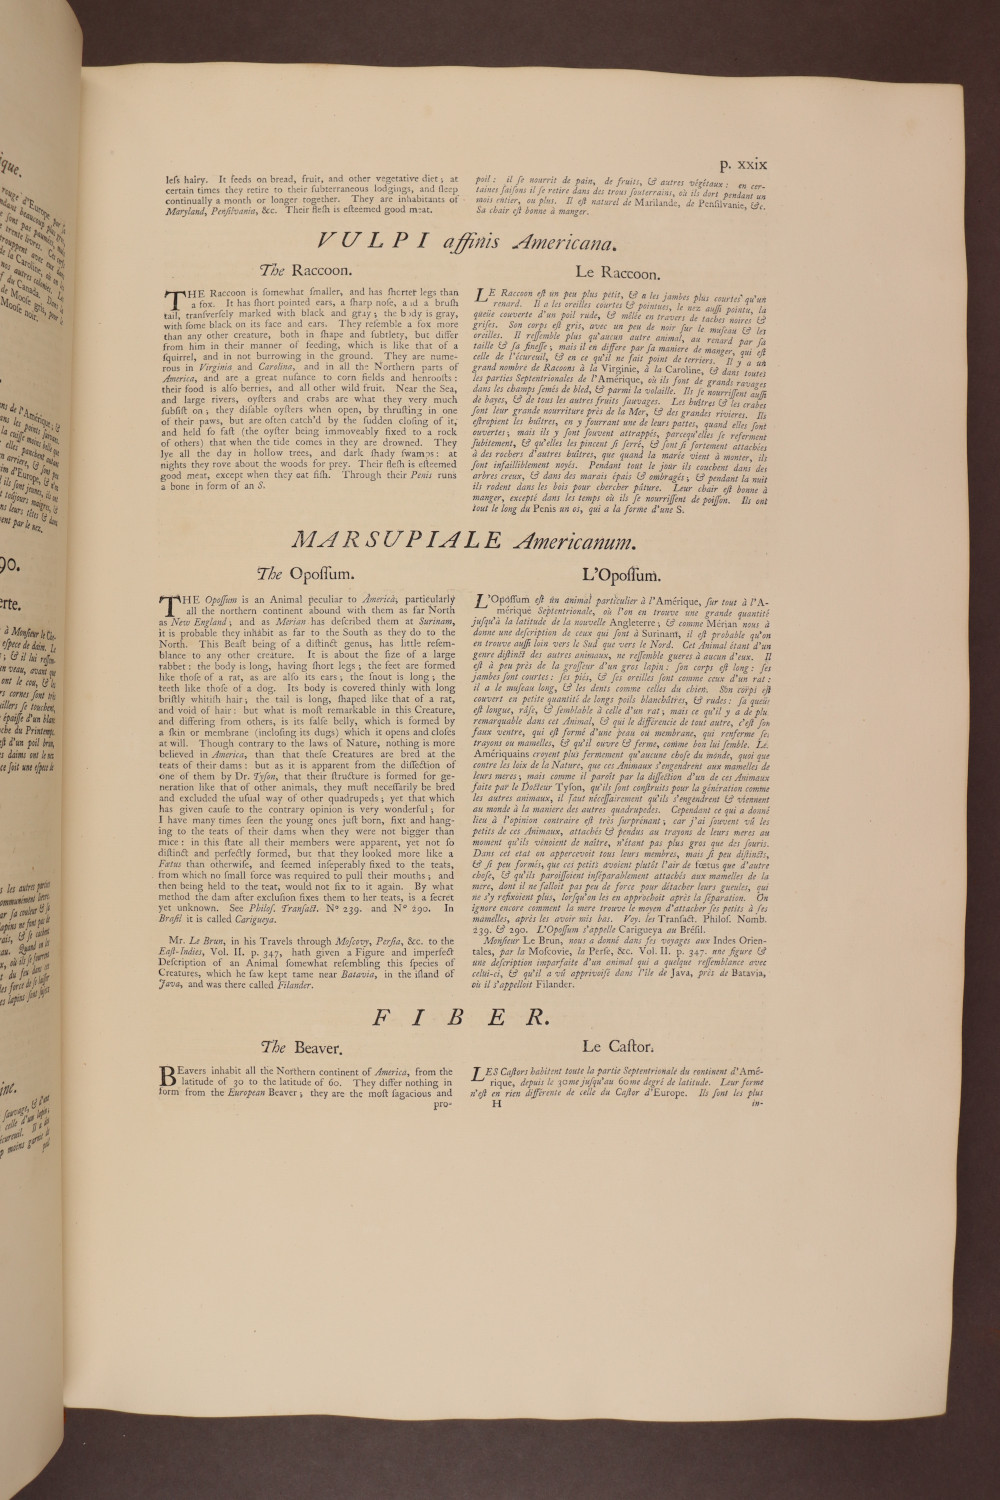 p. xxix
leſs hairy. It feeds on bread, fruit, and other vegetative diet; at
certain times they retire to their ſubterraneous lodgings, and ſleep
continually a month or longer together. They are inhabitants of
Maryland, Penſilvania, &c. Their fleſh is eſteemed good meat.
poil: il ſe nourrit de pain, de fruits, & autres végétaux: en cer-
taines ſaiſons il ſe retire dans des trous ſouterrains, où ils dort pendant un
mois entier, ou plus. Il eſt naturel de Marilande, de Penſilvanie, &c.
Sa chair eſt bonne à manger.
VULPI affinis Americana.
The Raccoon.
THE Raccoon is ſomewhat ſmaller, and has ſhorter legs than
a fox. It has ſhort pointed ears, a ſharp noſe, and a bruſh
tail, tranſverſely marked with black and gray; the body is gray,
with ſome black on its face and ears. They reſemble a fox more
than any other creature, both in ſhape and ſubtlety, but differ
from him in their manner of feeding, which is like that of a
ſquirrel, and in not burrowing in the ground. They are nume-
rous in Virginia and Carolina, and in all the Northern parts of
America, and are a great nuſance to corn fields and henrooſts:
their food is alſo berries, and all other wild fruit. Near the Sea,
and large rivers, oyſters and crabs are what they very much
ſubſiſt on; they diſable oyſters when open, by thruſting in one
of their paws, but are often catch'd by the ſudden cloſing of it,
and held ſo faſt (the oyſter being immoveably fixed to a rock
of others) that when the tide comes in they are drowned. They
lye all the day in hollow trees, and dark ſhady ſwamps: at
nights they rove about the woods for prey. Their fleſh is eſteemed
good meat, except when they eat fiſh. Through their Penis runs
a bone in form of an S.
Le Raccoon.
LE Raccoon eſt un peu plus petit, & a les jambes plus courtes qu'un
renard. Il a les oreilles courtes & pointues, le nez auſſi pointu, la
queüe couverte d'un poil rude, & mêlée en travers de taches noires &
griſes. Son corps eſt gris, avec un peu de noir ſur le muſeau & les
oreilles. Il reſſemble plus qu'aucun autre animal, au renard par ſa
taille & ſa fineſſe; mais il en differe par ſa maniere de manger, qui eſt
celle de l'écureuil, & en ce qu'il ne fait point de terriers. Il y a un
grand nombre de Racoons à la Virginie, à la Caroline, & dans toutes
les parties Septentrionales de l'Amérique, où ils font de grands ravages
dans les champs ſemés de bled, & parmi la volaille. Ils ſe nourriſſent auſſi
de bayes, & de tous les autres fruits ſauvages. Les huîtres & les crabes
ſont leur grande nourriture près de la Mer, & des grandes rivieres. Ils
eſtropient les huîtres, en y fourrant une de leurs pattes, quand elles ſont
ouvertes; mais ils y ſont ſouvent attrappés, parcequ'elles ſe referment
ſubitement, & qu'elles les pincent ſi ſerré, & ſont ſi fortement attachées
à des rochers d'autres huîtres, que quand la marée vient à monter, ils
ſont infailliblement noyés. Pendant tout le jour ils couchent dans des
arbres creux, & dans des marais épais & ombragés; & pendant la nuit
ils rodent dans les bois pour chercher pâture. Leur chair eſt bonne à
manger, excepté dans les temps où ils ſe nourriſſent de poiſſon. Ils ont
tout le long du Penis un os, qui a la forme d'une S.
MARSUPIALE Americanum.
The Opoſſum.
THE Opoſſum is an Animal peculiar to America, particularly
all the northern continent abound with them as far North
as New England; and as Merian has deſcribed them at Surinam,
it is probable they inhabit as far to the South as they do to the
North. This Beaſt being of a diſtinct genus, has little reſem-
blance to any other creature. It is about the ſize of a large
rabbet: the body is long, having ſhort legs; the feet are formed
like thoſe of a rat, as are alſo its ears; the ſnout is long; the
teeth like thoſe of a dog. Its body is covered thinly with long
briſtly whitiſh hair; the tail is long, ſhaped like that of a rat,
and void of hair: but what is moſt remarkable in this Creature,
and differing from others, is its falſe belly, which is formed by
a ſkin or membrane (incloſing its dugs) which it opens and cloſes
at will. Though contrary to the laws of Nature, nothing is more
believed in America, than that theſe Creatures are bred at the
teats of their dams: but as it is apparent from the diſſection of
one of them by Dr. Tyſon, that their ſtructure is formed for ge-
neration like that of other animals, they muſt neceſſarily be bred
and excluded the uſual way of other quadrupeds; yet that which
has given cauſe to the contrary opinion is very wonderful; for
I have many times ſeen the young ones juſt born, fixt and hang-
ing to the teats of their dams when they were not bigger than
mice: in this ſtate all their members were apparent, yet not ſo
diſtinct and perfectly formed, but that they looked more like a
Fœtus than otherwiſe, and ſeemed inſeperably fixed to the teats,
from which no ſmall force was required to pull their mouths; and
then being held to the teat, would not fix to it again. By what
method the dam after excluſion fixes them to her teats, is a ſecret
yet unknown. See Philoſ. Tranſact. N° 239. and N° 290. In
Braſil it is called Carigueya.
Mr. Le Brun, in his Travels through Moſcovy, Perſia, &c. to the
Eaſt-Indies, Vol. II. p. 347, hath given a Figure and imperfect
Deſcription of an Animal ſomewhat reſembling this ſpecies of
Creatures, which he ſaw kept tame near Batavia, in the iſland of
Java, and was there called Filander.
L'Opoſſum.
L'Opoſſum eſt un animal particulier à l'Amérique, ſur tout à l'A-
mérique Septentrionale, où l'on en trouve une grande quantité
juſqu'à la latitude de la nouvelle Angleterre; & comme Mérian nous à
donne une deſcription de ceux qui ſont à Surinam, il eſt probable qu'on
en trouve auſſi loin vers le Sud que vers le Nord. Cet Animal étant d'un
genre diſtinct des autres animaux, ne reſſemble gueres à aucun d'eux. Il
eſt à peu près de la groſſeur d'un gros lapin: ſon corps eſt long: ſes
jambes ſont courtes: ſes piés, & ſes oreilles ſont comme ceux d'un rat:
il a le muſeau long, & les dents comme celles du chien. Son corps eſt
couvert en petite quantité de longs poils blanchâtres, & rudes: ſa queüe
eſt longue, râſe, & ſemblable à celle d'un rat; mais ce qu'il y a de plu
remarquable dans cet Animal, & qui le différencie de tout autre, c'eſt ſon
faux ventre, qui eſt formé d'une peau ou membrane, qui renferme ſes
trayons ou mamelles, & qu'il ouvre & ferme, comme bon lui ſemble. Le
Amériquains croyent plus fermement qu'aucune choſe du monde, quoi que
contre les loix de la Nature, que ces Animaux s'engendrent aux mamelles de
leurs meres; mais comme il paroît par la diſſection d'un de ces Animaux
faite par le Docteur Tyſon, qu'ils ſont conſtruits pour la géniration comme
les autres animaux, il faut néceſſairement qu'ils s'engendrent & viennent
au monde à la maniere des autres quadrupedes. Cependant ce qui a donné
lieu à l'opinion contraire eſt très ſurprénant; car j'ai ſouvent vû les
petits de ces Animaux, attachés & pendus au trayons de leurs meres au
moment qu'ils vénoient de naître, n'étant pas plus gros que des ſouris.
Dans cet etat on appercevoit tous leurs membres, mais ſi peu diſtincts,
& ſi peu formés, que ces petits avoient plutôt l'air de fœtus que d'autre
choſe, & qu'ils paroiſſoient inſéparablement attachés aux mamelles de la
mere, dont il ne falloit pas peu de force pour détacher leurs gueules, qui
ne s'y refixoient plus, lorſqu'on les en approchoit après la ſéparation. On
ignore encore comment la mere trouve le moyen d'attacher ſes petits à ſes
mamelles, après les avoir mis bas. Voy. les Tranſact. Philoſ. Nomb.
239. & 290. L'Opoſſum s'appelle Carigueya au Bréſil.
Monſieur Le Brun, nous a donné dans ſes voyages aux Indes Orien-
tales, par la Moſcovie, la Perſe, &c. Vol. II. p. 347. une figure &
une deſcription imparfaite d'un animal qui a quelque reſſemblance avec
celui-ci, & qu'il a vû apprivoiſé dans l'île de Java, près de Batavia,
où il s'appelloit Filander.
FIBER.
The Beaver.
BEavers inhabit all the Northern continent of America, from the
latitude of 30 to the latitude of 60. They differ nothing in
form from the European Beaver; they are the moſt ſagacious and
pro-
Le Caſtor.
LES Caſtors habitent toute la partie Septentrionale du continent d'Amé-
rique, depuis le 30me juſqu'au 60me degré de latitude. Leur forme
n'eſt en rien différente de celle du Caſtor d'Europe. Ils ſont les plus
H
in-